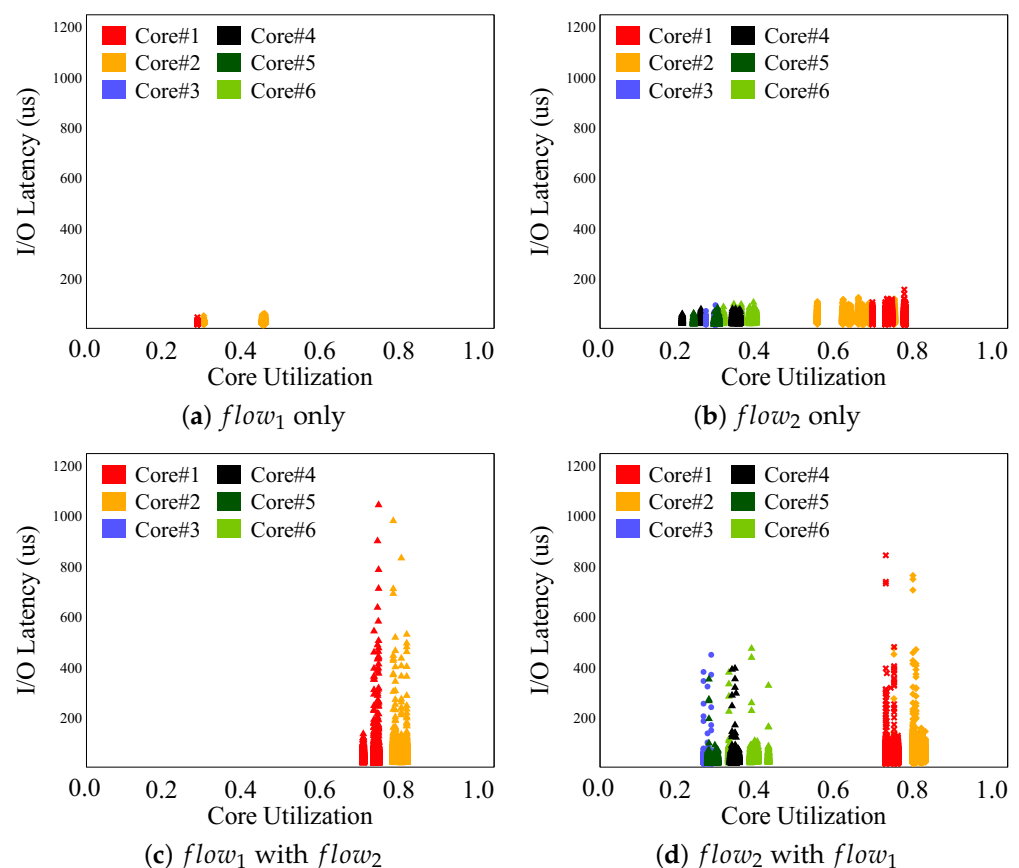 1200
1000
800
600
400
200
I/O Latency (us)
Core#1 Core#4
Core#2 Core#5
Core#3 Core#6
0.0 0.2 0.4 0.6 0.8 1.0
Core Utilization
(a) flow1 only
1200
1000
800
600
400
200
I/O Latency (us)
Core#1 Core#4
Core#2 Core#5
Core#3 Core#6
0.0 0.2 0.4 0.6 0.8 1.0
Core Utilization
(b) flow2 only
1200
1000
800
600
400
200
I/O Latency (us)
Core#1 Core#4
Core#2 Core#5
Core#3 Core#6
0.0 0.2 0.4 0.6 0.8 1.0
Core Utilization
(c) flow1 with flow2
1200
1000
800
600
400
200
I/O Latency (us)
Core#1 Core#4
Core#2 Core#5
Core#3 Core#6
0.0 0.2 0.4 0.6 0.8 1.0
Core Utilization
(d) flow2 with flow1